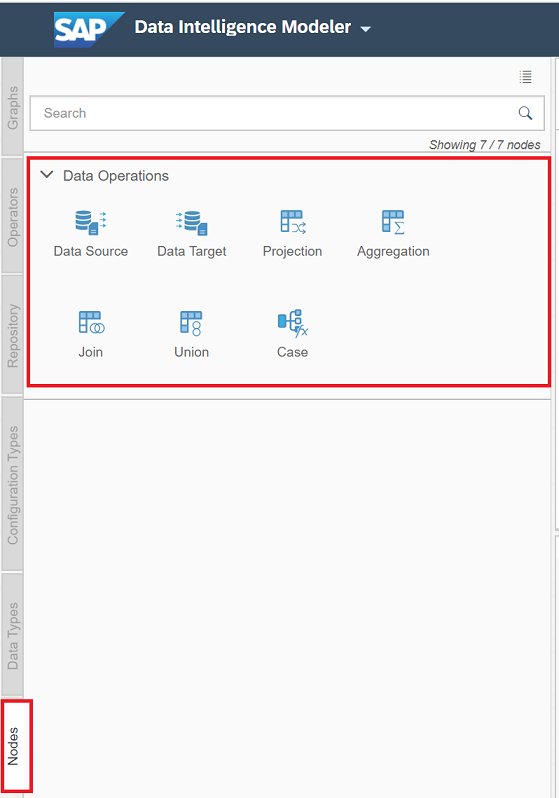 SAP Data Intelligence Modeler
Search
Showing 7 / 7 nodes
Data Operations
Data Source Data Target Projection Aggregation
Join Union Case
Graphs
Operators
Repository
Configuration Types
Data Types
Nodes